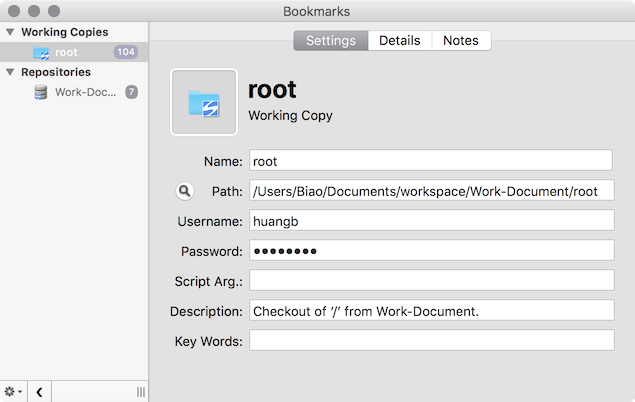 Bookmarks
Working Copies
root 104
Repositories
Work-Doc... 7
Settings Details Notes
root
Working Copy
Name: root
Path: /Users/Biao/Documents/workspace/Work-Document/root
Username: huangb
Password: ●●●●●●●●
Script Arg.:
Description: Checkout of '/' from Work-Document.
Key Words: